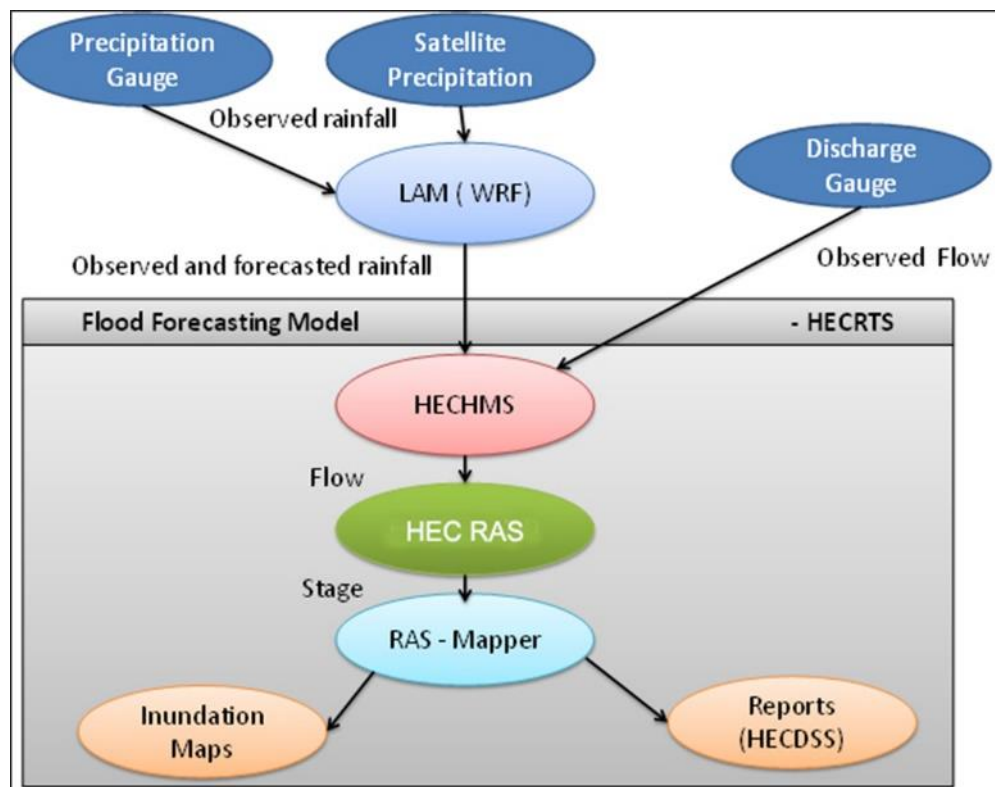 Precipitation
Gauge
Satellite
Precipitation
Observed rainfall
Discharge
Gauge
LAM ( WRF)
Observed and forecasted rainfall
Observed Flow
Flood Forecasting Model - HECRTS
HECHMS
Flow
HEC RAS
Stage
RAS - Mapper
Inundation
Maps
Reports
(HECDSS)